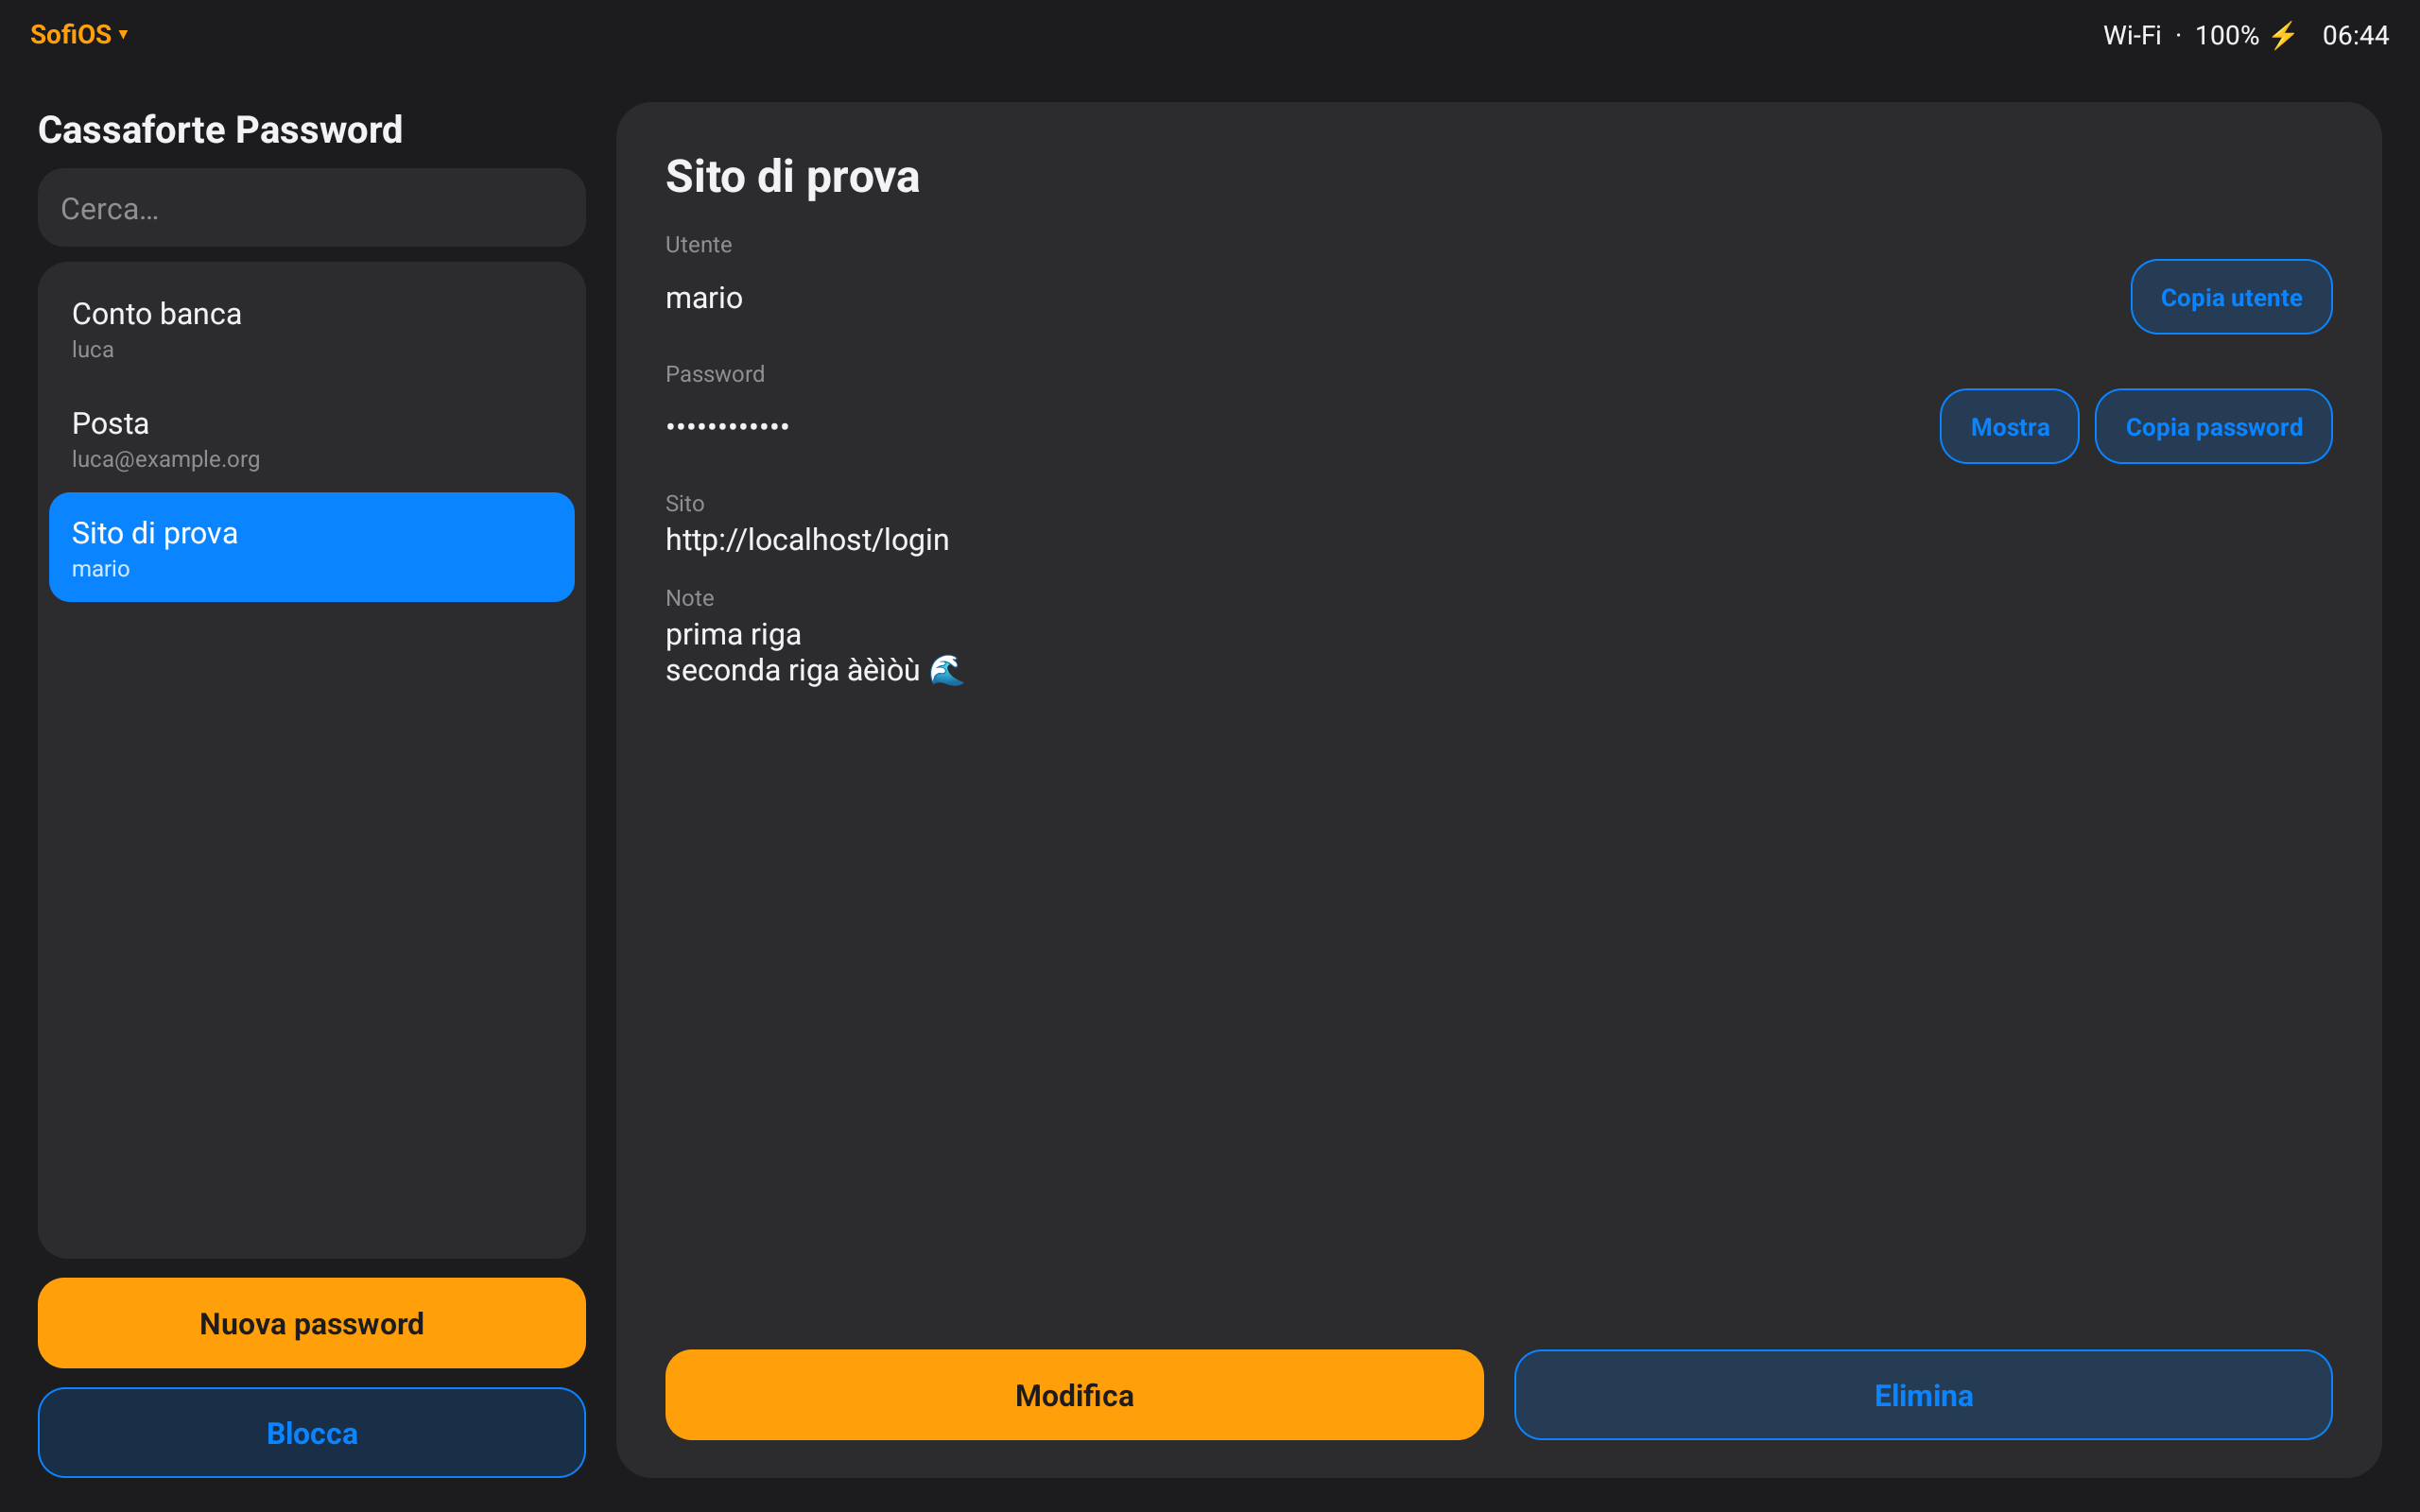 SofiOS ▾
Wi-Fi · 100% ⚡ 06:44
Cassaforte Password
Cerca...
Conto banca
luca
Posta
luca@example.org
Sito di prova
mario
Nuova password
Blocca
Sito di prova
Utente
mario
Copia utente
Password
••••••••••••
Mostra
Copia password
Sito
http://localhost/login
Note
prima riga
seconda riga àèìòù 🌊
Modifica
Elimina